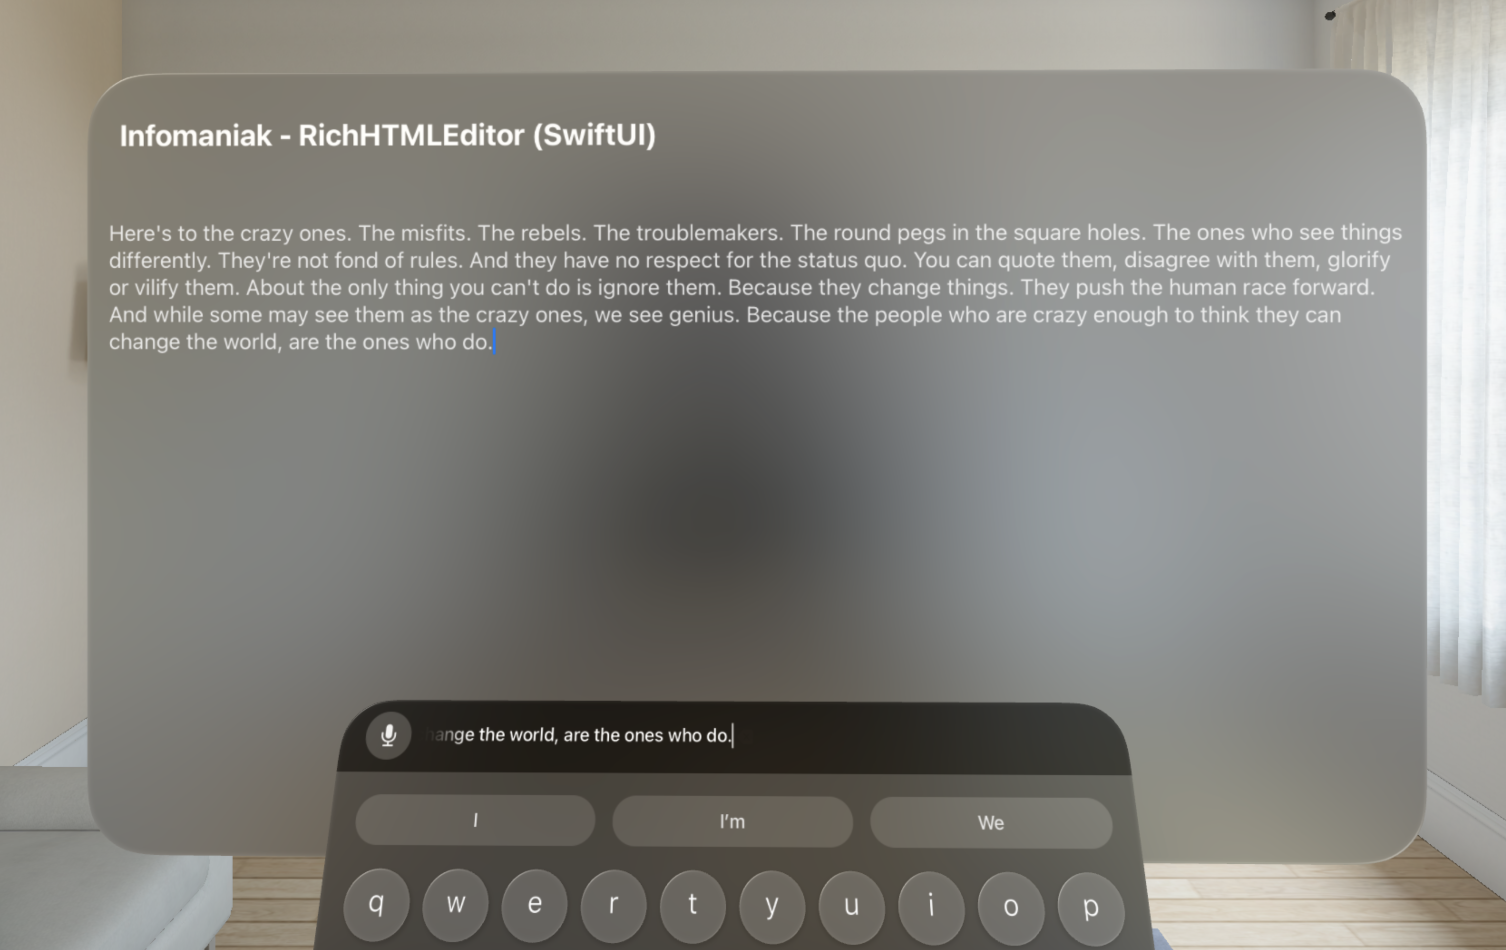 Infomaniak - RichHTMLEditor (SwiftUI)
Here's to the crazy ones. The misfits. The rebels. The troublemakers. The round pegs in the square holes. The ones who see things
differently. They're not fond of rules. And they have no respect for the status quo. You can quote them, disagree with them, glorify
or vilify them. About the only thing you can't do is ignore them. Because they change things. They push the human race forward.
And while some may see them as the crazy ones, we see genius. Because the people who are crazy enough to think they can
change the world, are the ones who do.
ange the world, are the ones who do.
I
I'm
We
q w e r t y u i o p